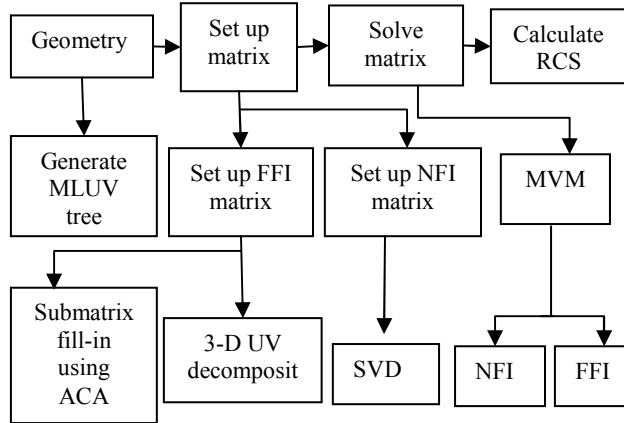 Geometry
Set up
matrix
Solve
matrix
Calculate
RCS
Generate
MLUV
tree
Set up FFI
matrix
Set up NFI
matrix
MVM
Submatrix
fill-in
using
ACA
3-D UV
decomposit
SVD
NFI
FFI